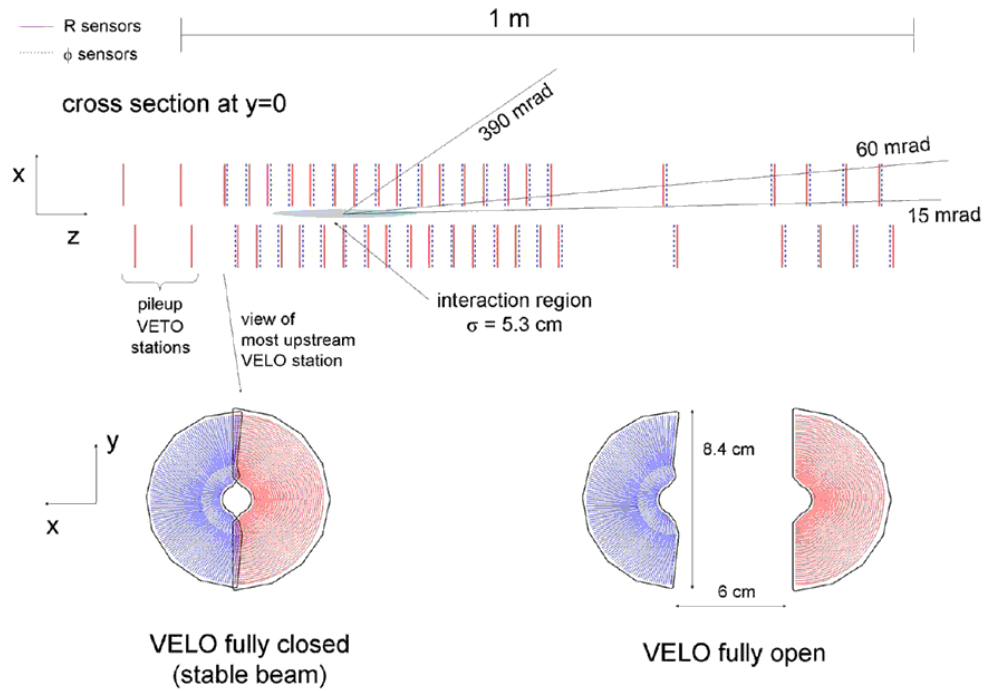 1 m
R sensors
ϕ sensors
cross section at y=0
390 mrad
60 mrad
x
15 mrad
z
interaction region
σ = 5.3 cm
pileup
VETO
stations
view of
most upstream
VELO station
y
x
8.4 cm
6 cm
VELO fully closed
(stable beam)
VELO fully open